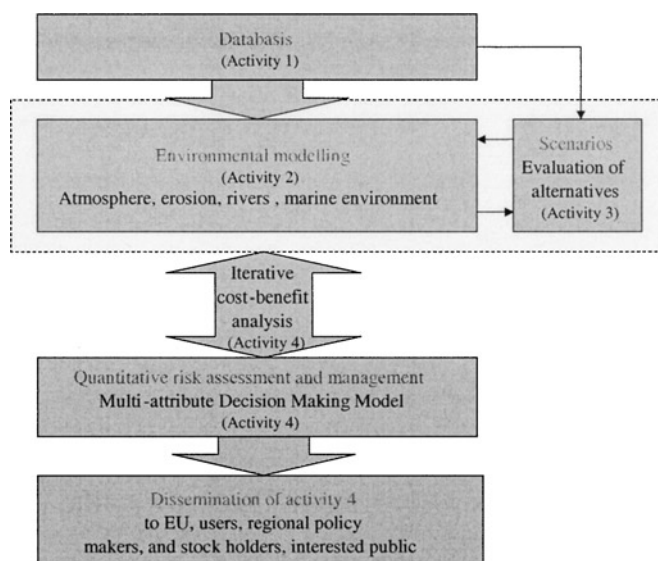 Databasis
(Activity 1)
Environmental modelling
(Activity 2)
Atmosphere, erosion, rivers , marine environment
Scenarios
Evaluation of
alternatives
(Activity 3)
Iterative
cost-benefit
analysis
(Activity 4)
Quantitative risk assessment and management
Multi-attribute Decision Making Model
(Activity 4)
Dissemination of activity 4
to EU, users, regional policy
makers, and stock holders, interested public